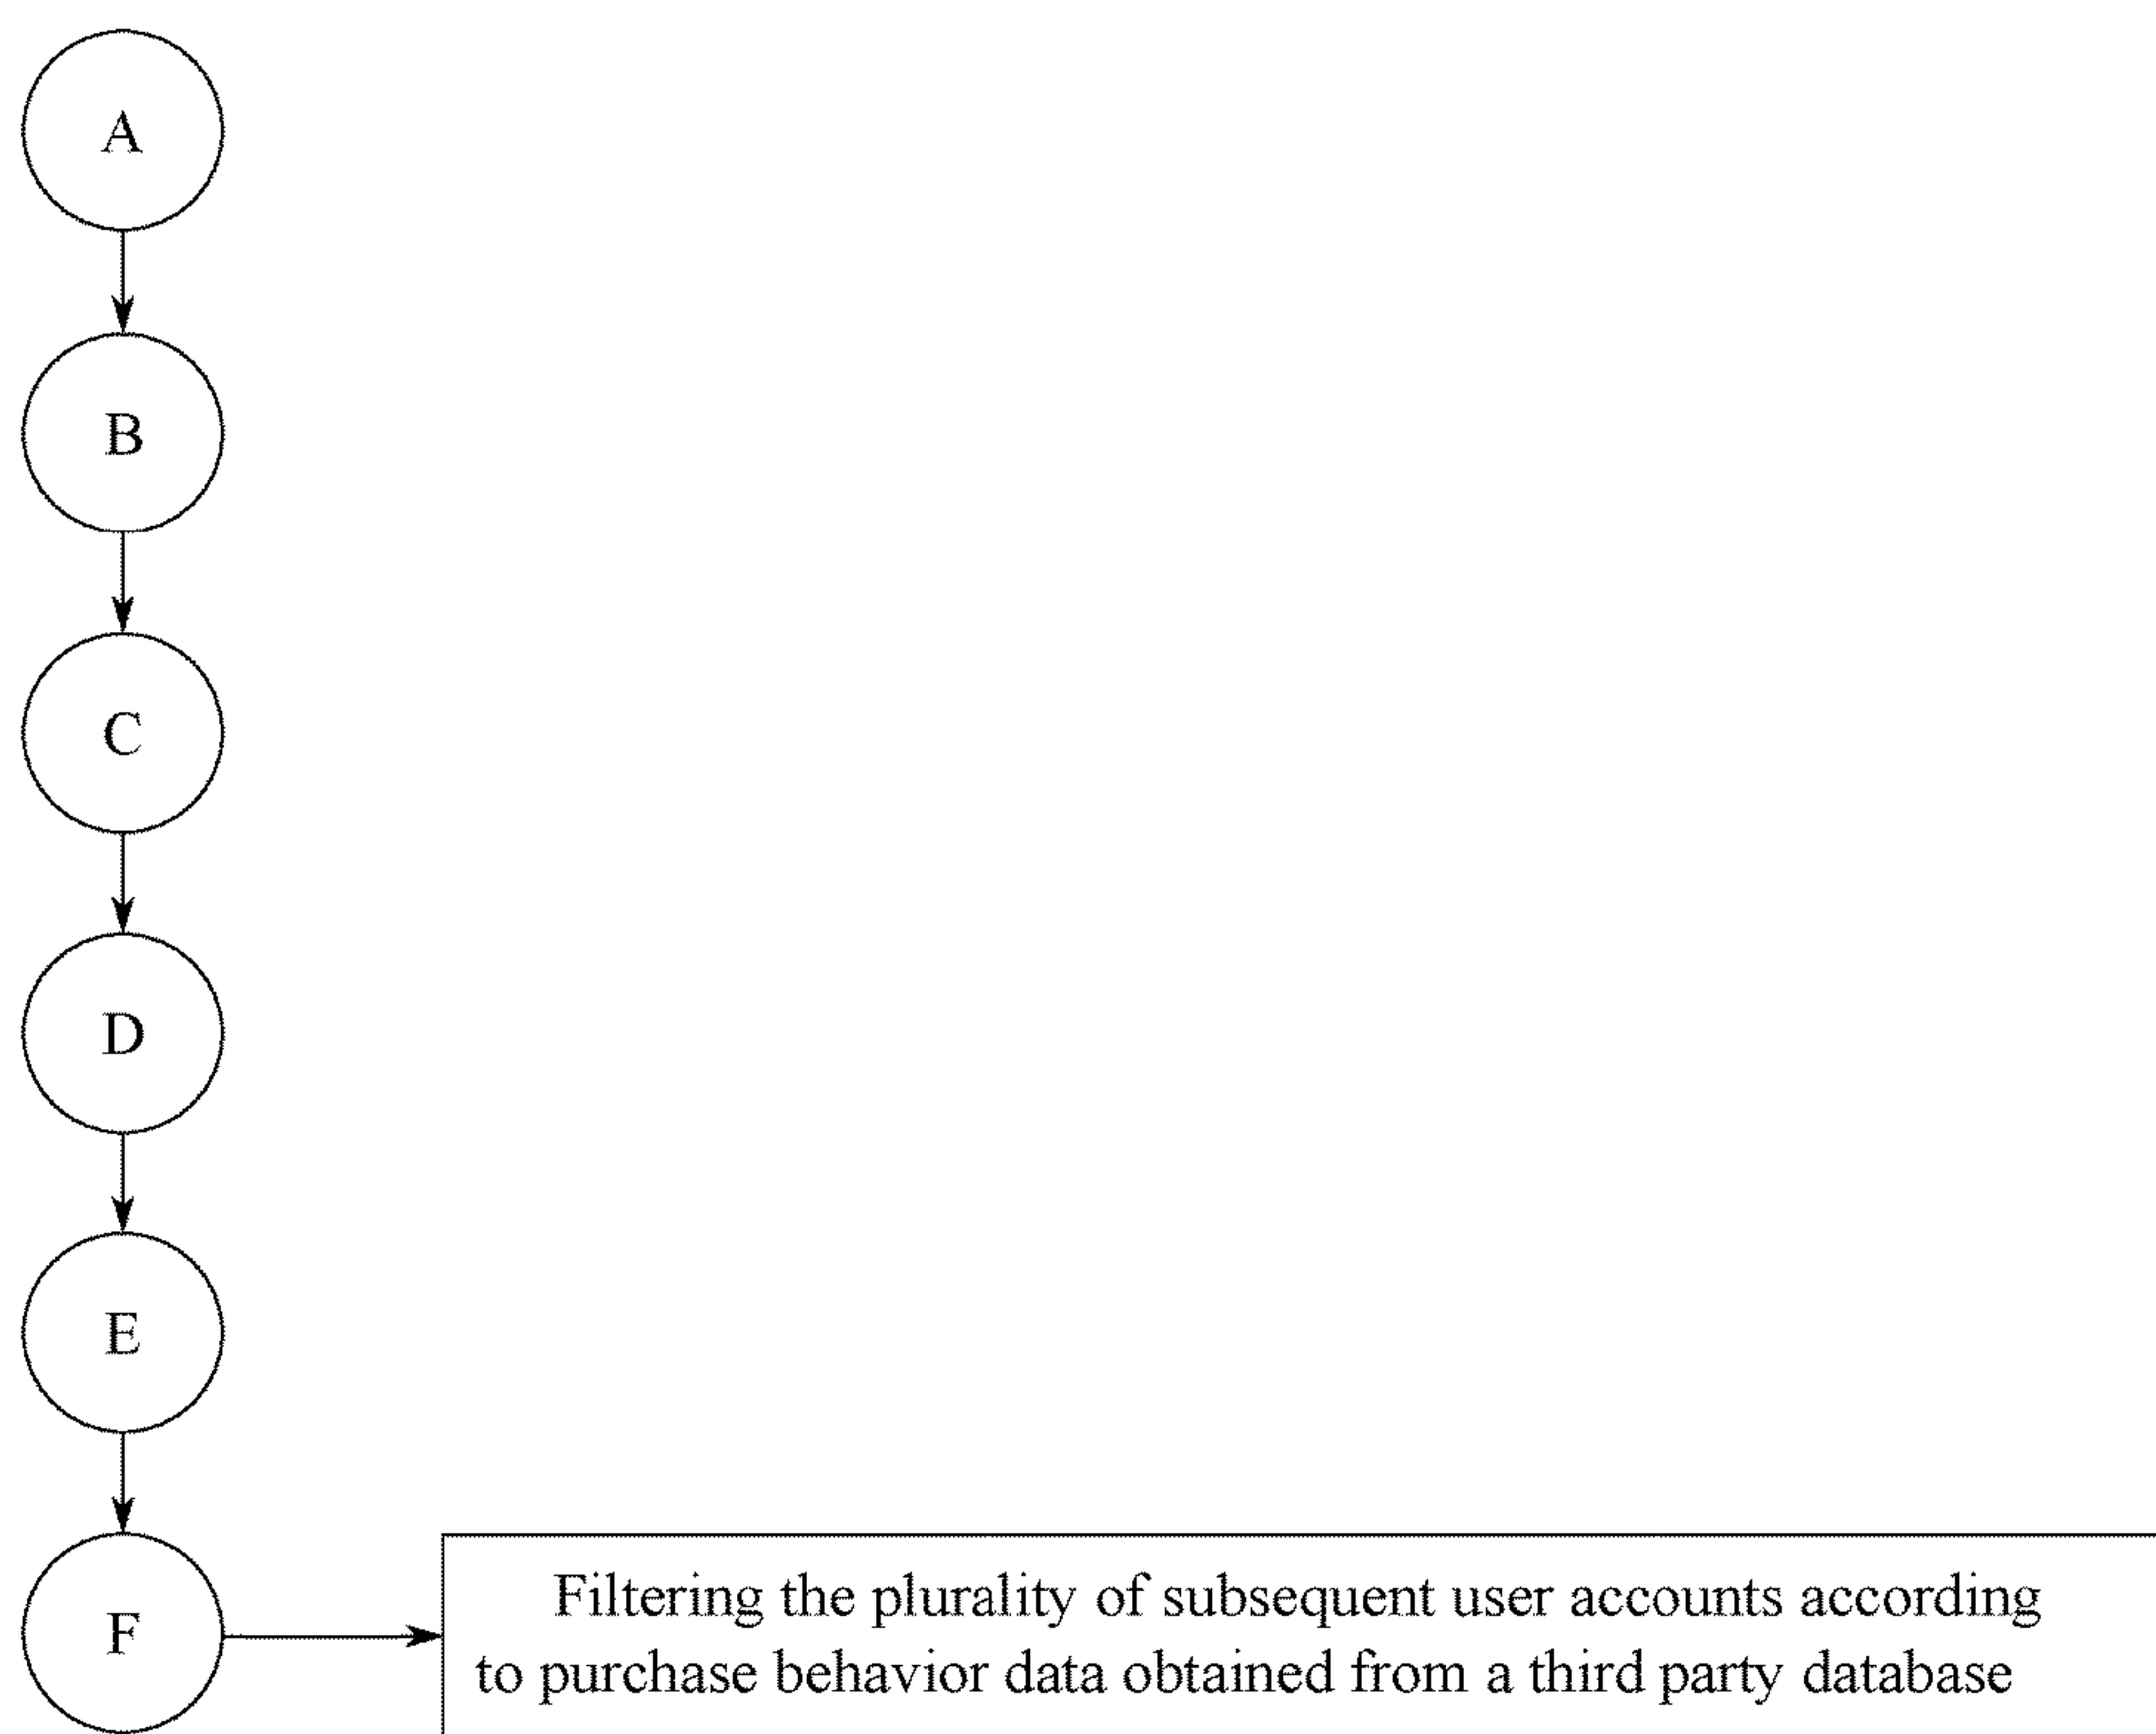 A
B
C
D
E
F
Filtering the plurality of subsequent user accounts according
to purchase behavior data obtained from a third party database